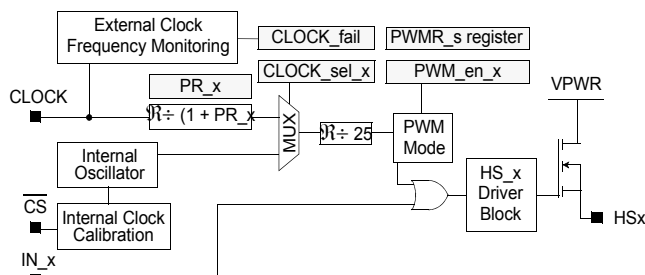 External Clock
Frequency Monitoring
CLOCK_fail
PWMR_s register
CLOCK_sel_x
PWM_en_x
PR_x
CLOCK
ℜ÷ (1 + PR_x
MUX
ℜ÷ 25
PWM
Mode
VPWR
Internal
Oscillator
CS
Internal Clock
Calibration
HS_x
Driver
Block
HSx
IN_x